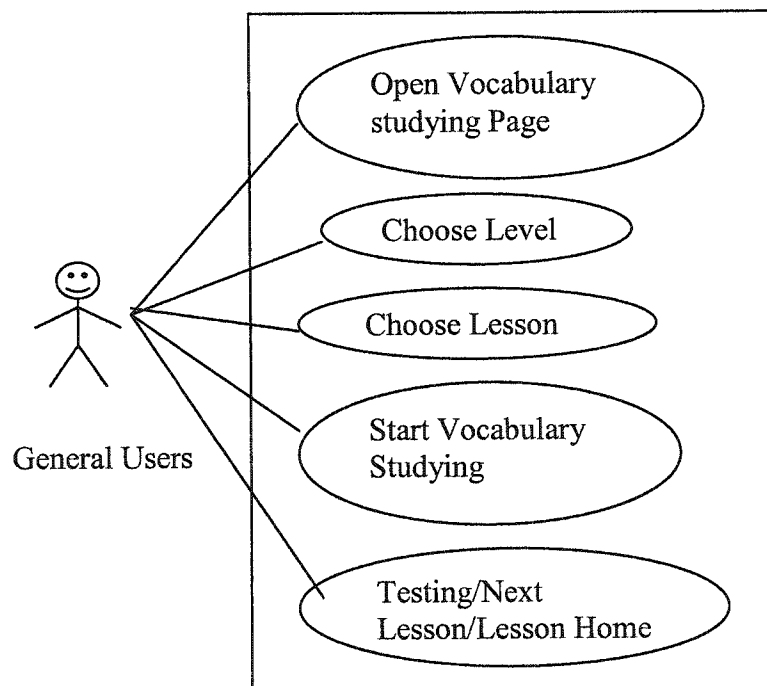 Open Vocabulary
studying Page
Choose Level
Choose Lesson
Start Vocabulary
Studying
General Users
Testing/Next
Lesson/Lesson Home